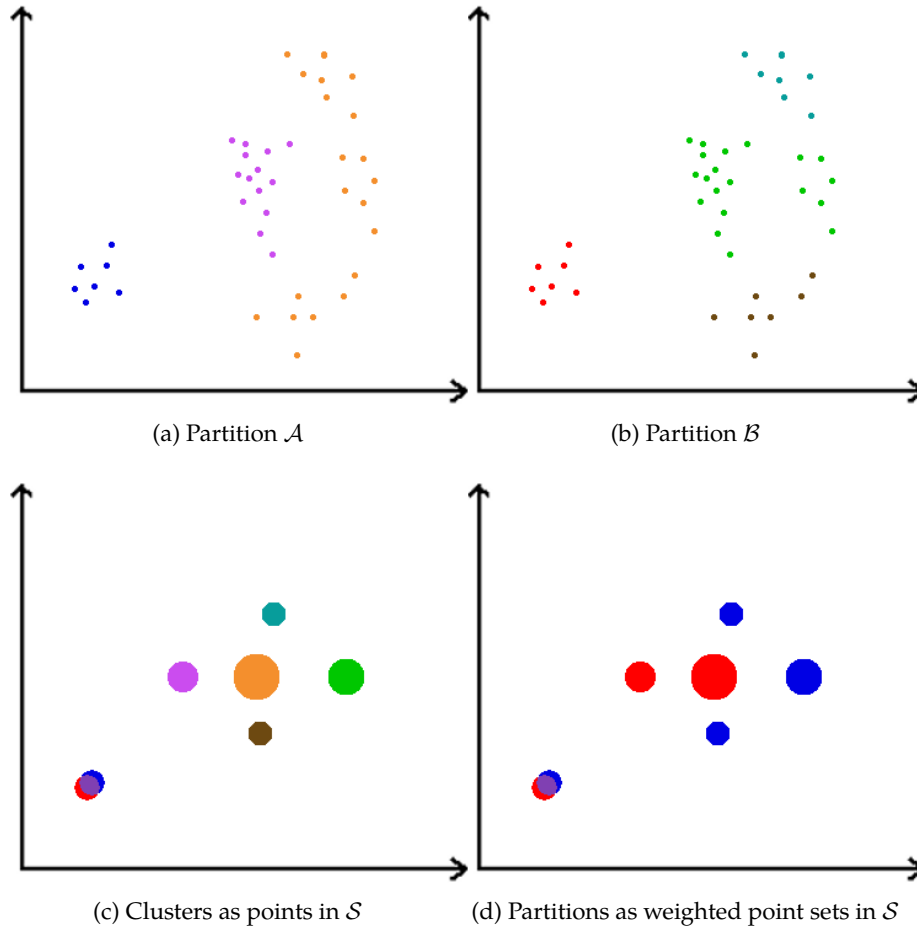 (a) Partition 𝒜
(b) Partition ℬ
(c) Clusters as points in 𝒮
(d) Partitions as weighted point sets in 𝒮